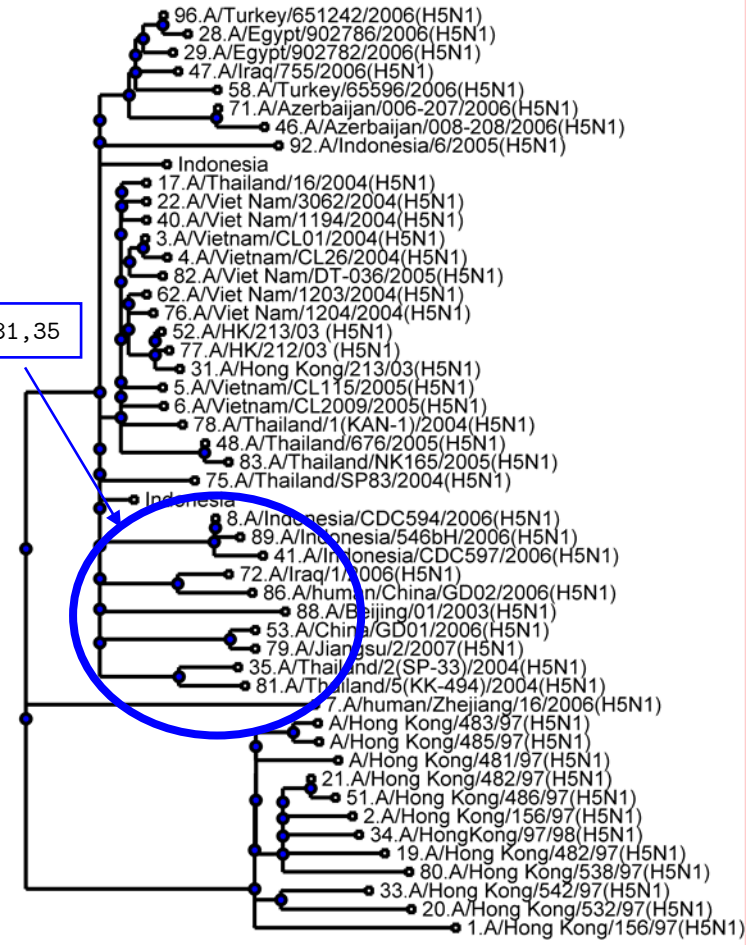 96.A/Turkey/651242/2006(H5N1)
28.A/Egypt/902786/2006(H5N1)
29.A/Egypt/902782/2006(H5N1)
47.A/Iraq/755/2006(H5N1)
58.A/Turkey/65596/2006(H5N1)
71.A/Azerbaijan/006-207/2006(H5N1)
46.A/Azerbaijan/008-208/2006(H5N1)
92.A/Indonesia/6/2005(H5N1)
Indonesia
17.A/Thailand/16/2004(H5N1)
22.A/Viet Nam/3062/2004(H5N1)
40.A/Viet Nam/1194/2004(H5N1)
3.A/Vietnam/CL01/2004(H5N1)
4.A/Vietnam/CL26/2004(H5N1)
82.A/Viet Nam/DT-036/2005(H5N1)
62.A/Viet Nam/1203/2004(H5N1)
76.A/Viet Nam/1204/2004(H5N1)
31,35
52.A/HK/213/03 (H5N1)
77.A/HK/212/03 (H5N1)
31.A/Hong Kong/213/03(H5N1)
5.A/Vietnam/CL115/2005(H5N1)
6.A/Vietnam/CL2009/2005(H5N1)
78.A/Thailand/1(KAN-1)/2004(H5N1)
48.A/Thailand/676/2005(H5N1)
83.A/Thailand/NK165/2005(H5N1)
75.A/Thailand/SP83/2004(H5N1)
Indonesia
8.A/Indonesia/CDC594/2006(H5N1)
89.A/Indonesia/546bH/2006(H5N1)
41.A/Indonesia/CDC597/2006(H5N1)
72.A/Iraq/1/2006(H5N1)
86.A/human/China/GD02/2006(H5N1)
88.A/Beijing/01/2003(H5N1)
53.A/China/GD01/2006(H5N1)
79.A/Jiangsu/2/2007(H5N1)
35.A/Thailand/2(SP-33)/2004(H5N1)
81.A/Thailand/5(KK-494)/2004(H5N1)
7.A/human/Zhejiang/16/2006(H5N1)
A/Hong Kong/483/97(H5N1)
A/Hong Kong/485/97(H5N1)
A/Hong Kong/481/97(H5N1)
21.A/Hong Kong/482/97(H5N1)
51.A/Hong Kong/486/97(H5N1)
2.A/Hong Kong/156/97(H5N1)
34.A/HongKong/97/98(H5N1)
19.A/Hong Kong/482/97(H5N1)
80.A/Hong Kong/538/97(H5N1)
33.A/Hong Kong/542/97(H5N1)
20.A/Hong Kong/532/97(H5N1)
1.A/Hong Kong/156/97(H5N1)